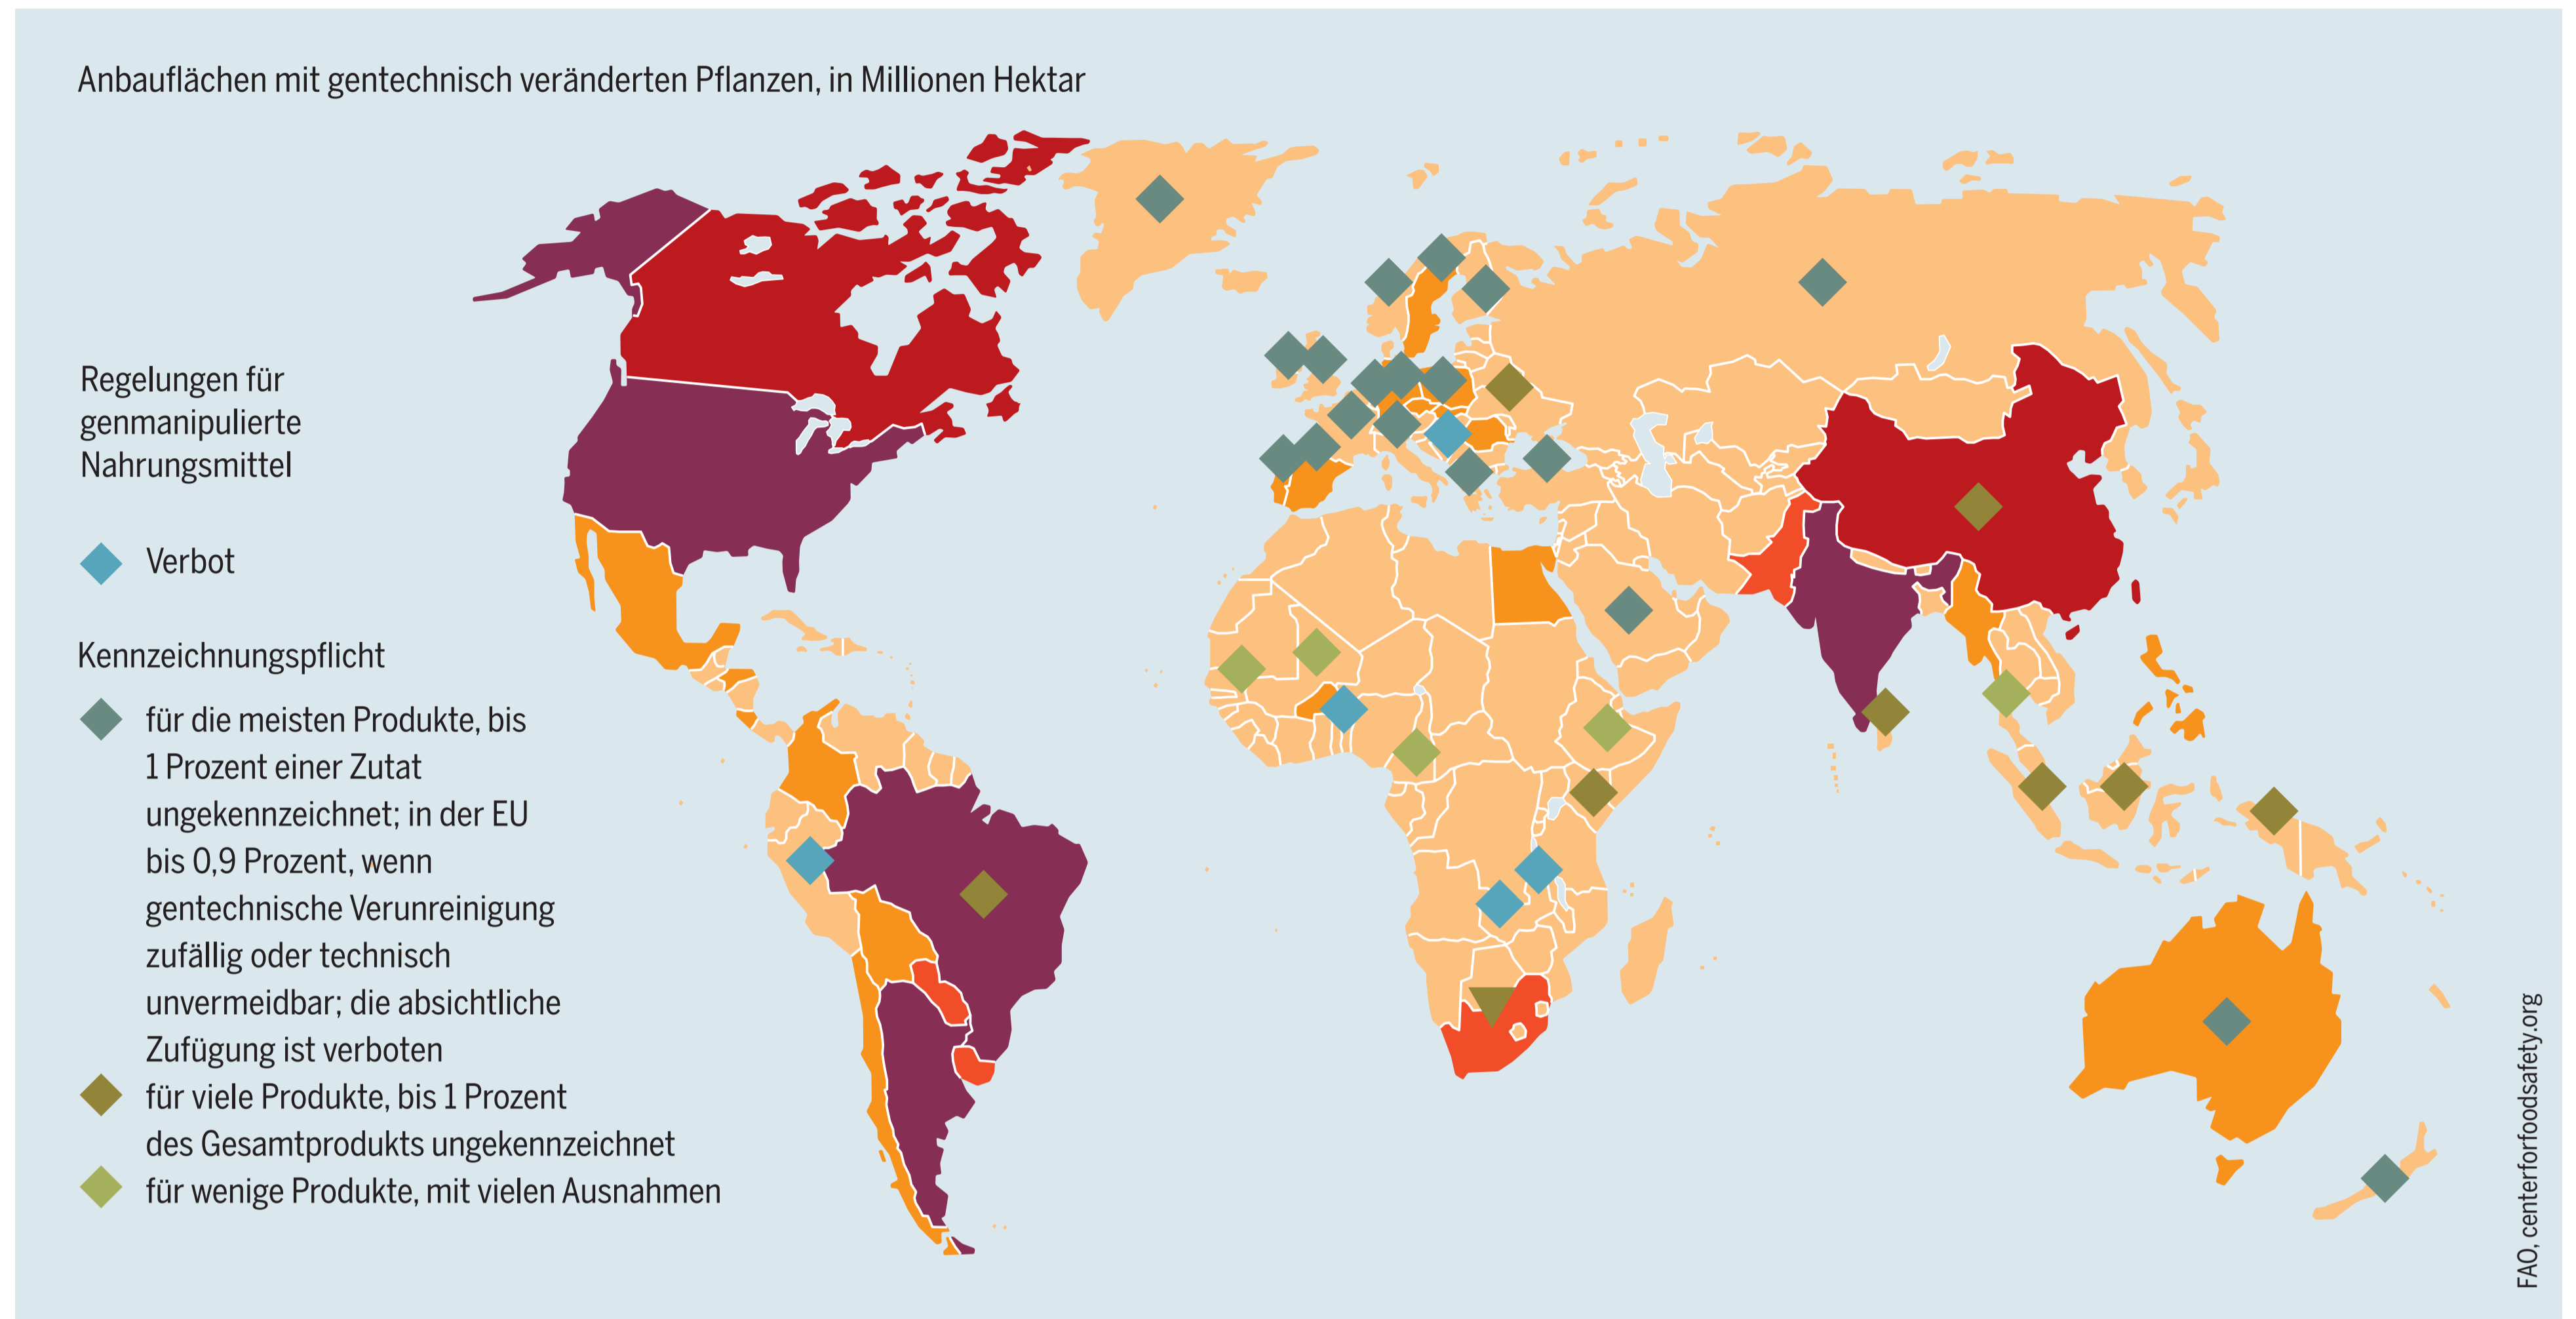 Anbauflächen mit gentechnisch veränderten Pflanzen, in Millionen Hektar
Regelungen für
genmanipulierte
Nahrungsmittel
Verbot
Kennzeichnungspflicht
für die meisten Produkte, bis
1 Prozent einer Zutat
ungekennzeichnet; in der EU
bis 0,9 Prozent, wenn
gentechnische Verunreinigung
zufällig oder technisch
unvermeidbar; die absichtliche
Zufügung ist verboten
für viele Produkte, bis 1 Prozent
des Gesamtprodukts ungekennzeichnet
für wenige Produkte, mit vielen Ausnahmen
FAO, centerforfoodsafety.org